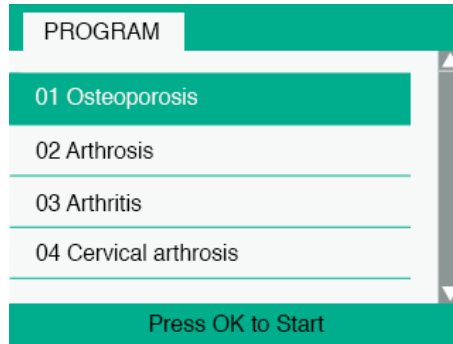 PROGRAM
01 Osteoporosis
02 Arthrosis
03 Arthritis
04 Cervical arthrosis
Press OK to Start